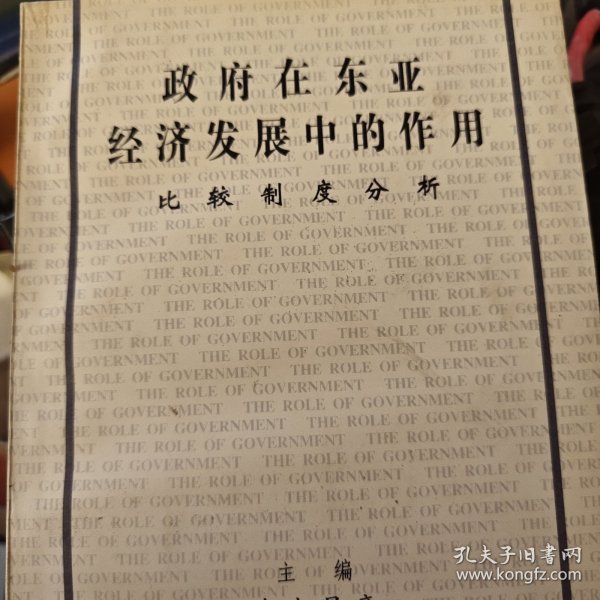 政府在东亚
经济发展中的作用
比较制度分析
THE ROLE OF GOVERNMENT
主编
孔夫子旧书网
www.kongfz.com